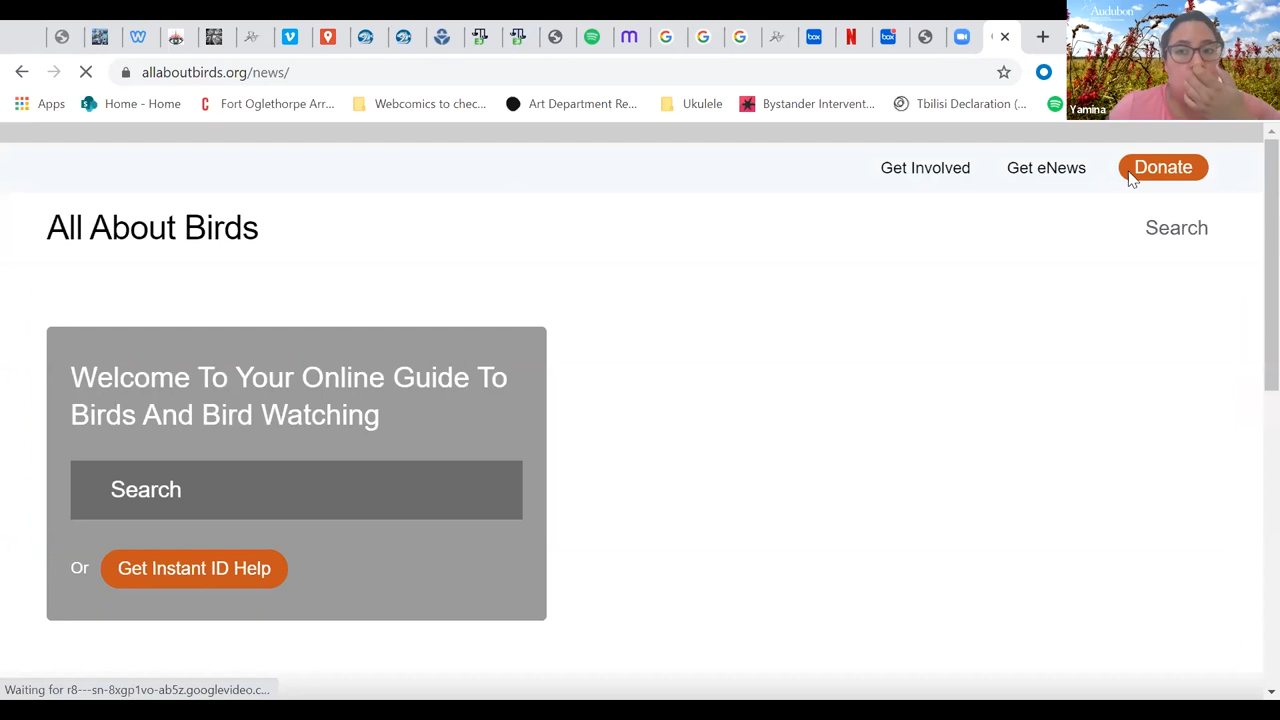 allaboutbirds.org/news/
Audubon
Yamina
Apps
Home - Home
Fort Oglethorpe Arr...
Webcomics to chec...
Art Department Re...
Ukulele
Bystander Intervent...
Tbilisi Declaration (...
Get Involved
Get eNews
Donate
All About Birds
Search
Welcome To Your Online Guide To
Birds And Bird Watching
Search
Or
Get Instant ID Help
Waiting for r8---sn-8xgp1vo-ab5z.googlevideo.c...